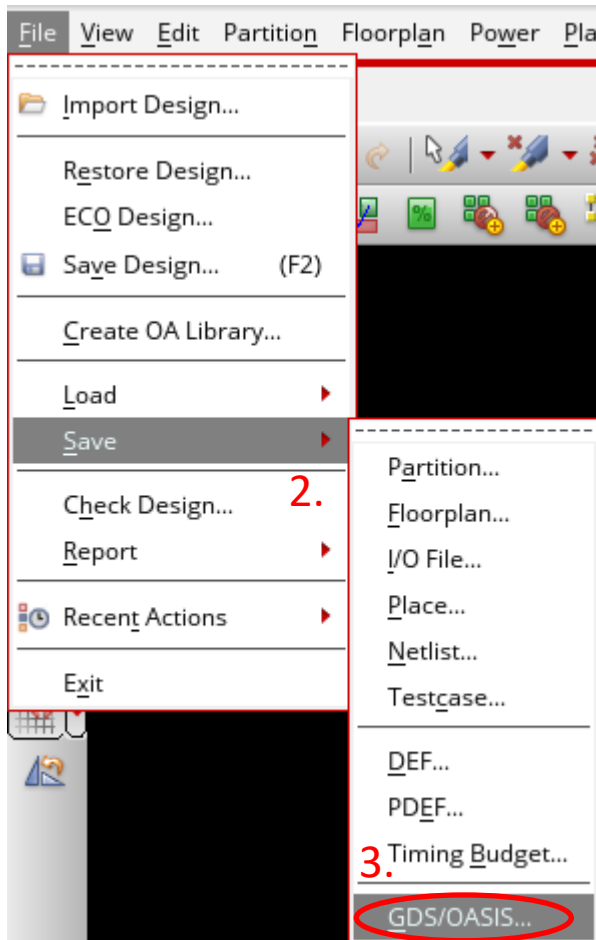 File View Edit Partition Floorplan Power Pla
Import Design...
Restore Design...
ECO Design...
Save Design... (F2)
Create OA Library...
Load
Save
2.
Check Design...
Report
Recent Actions
Exit
Partition...
Floorplan...
I/O File...
Place...
Netlist...
Testcase...
DEF...
PDEF...
Timing Budget...
3.
GDS/OASIS...
%